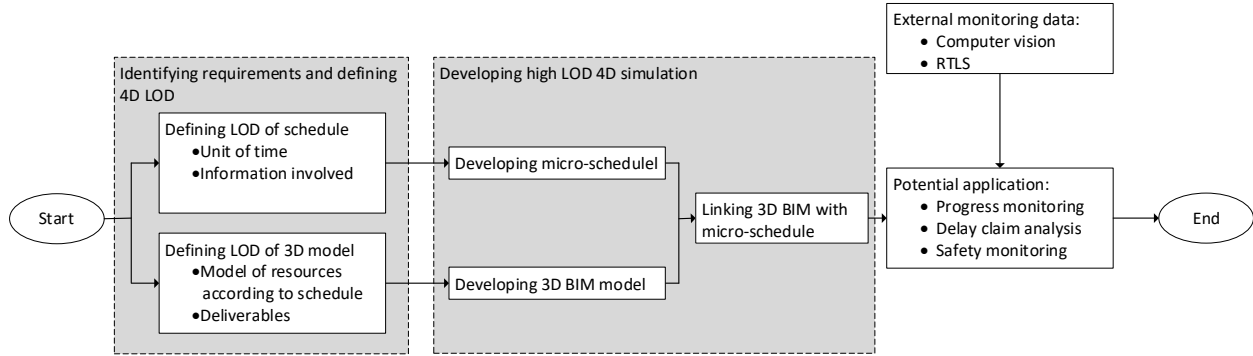 Start
Identifying requirements and defining
4D LOD
Defining LOD of schedule
•Unit of time
•Information involved
Defining LOD of 3D model
•Model of resources
according to schedule
•Deliverables
Developing high LOD 4D simulation
Developing micro-schedulel
Developing 3D BIM model
Linking 3D BIM with
micro-schedule
External monitoring data:
• Computer vision
• RTLS
Potential application:
• Progress monitoring
• Delay claim analysis
• Safety monitoring
End